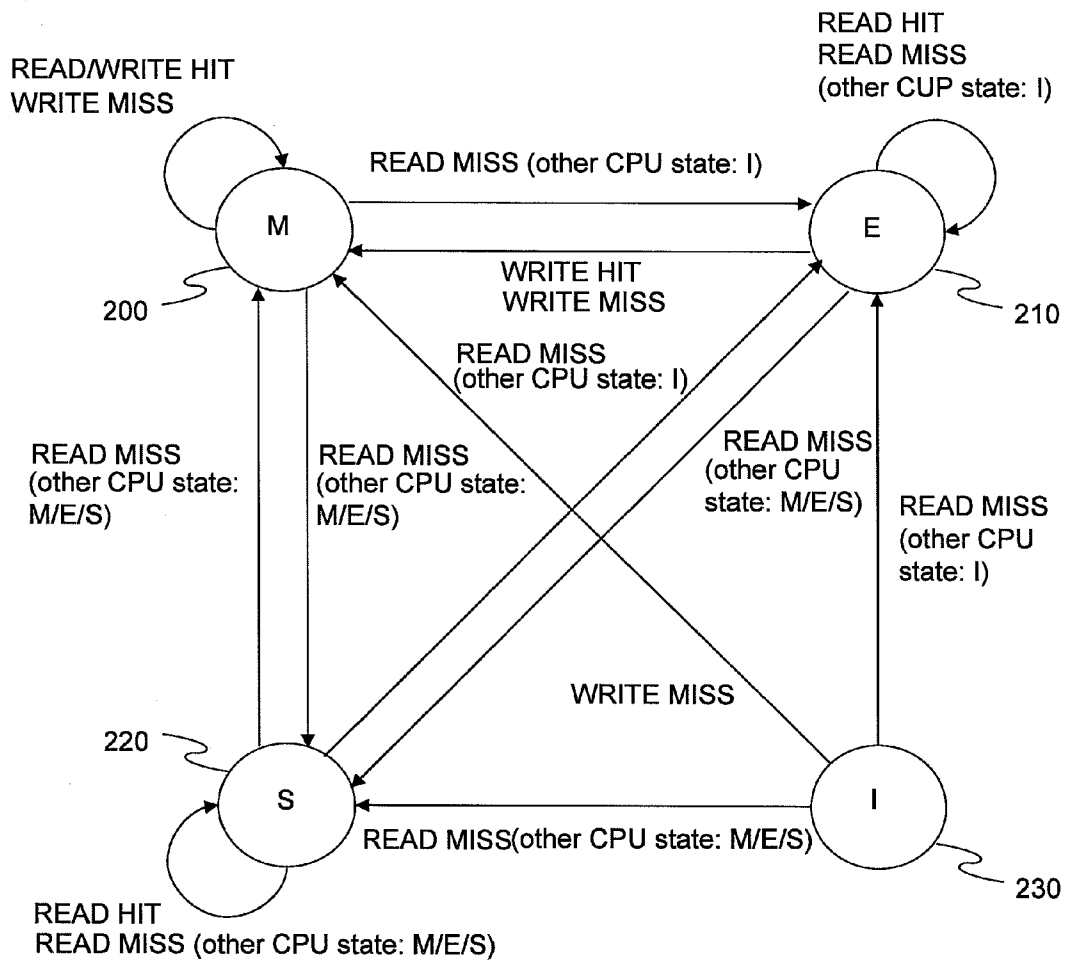 READ HIT
READ MISS
(other CUP state: I)
READ/WRITE HIT
WRITE MISS
READ MISS (other CPU state: I)
M
E
WRITE HIT
WRITE MISS
200
210
READ MISS
(other CPU state: I)
READ MISS
(other CPU state:
M/E/S)
READ MISS
(other CPU state:
M/E/S)
READ MISS
(other CPU
state: M/E/S)
READ MISS
(other CPU
state: I)
WRITE MISS
220
S
I
READ MISS(other CPU state: M/E/S)
230
READ HIT
READ MISS (other CPU state: M/E/S)